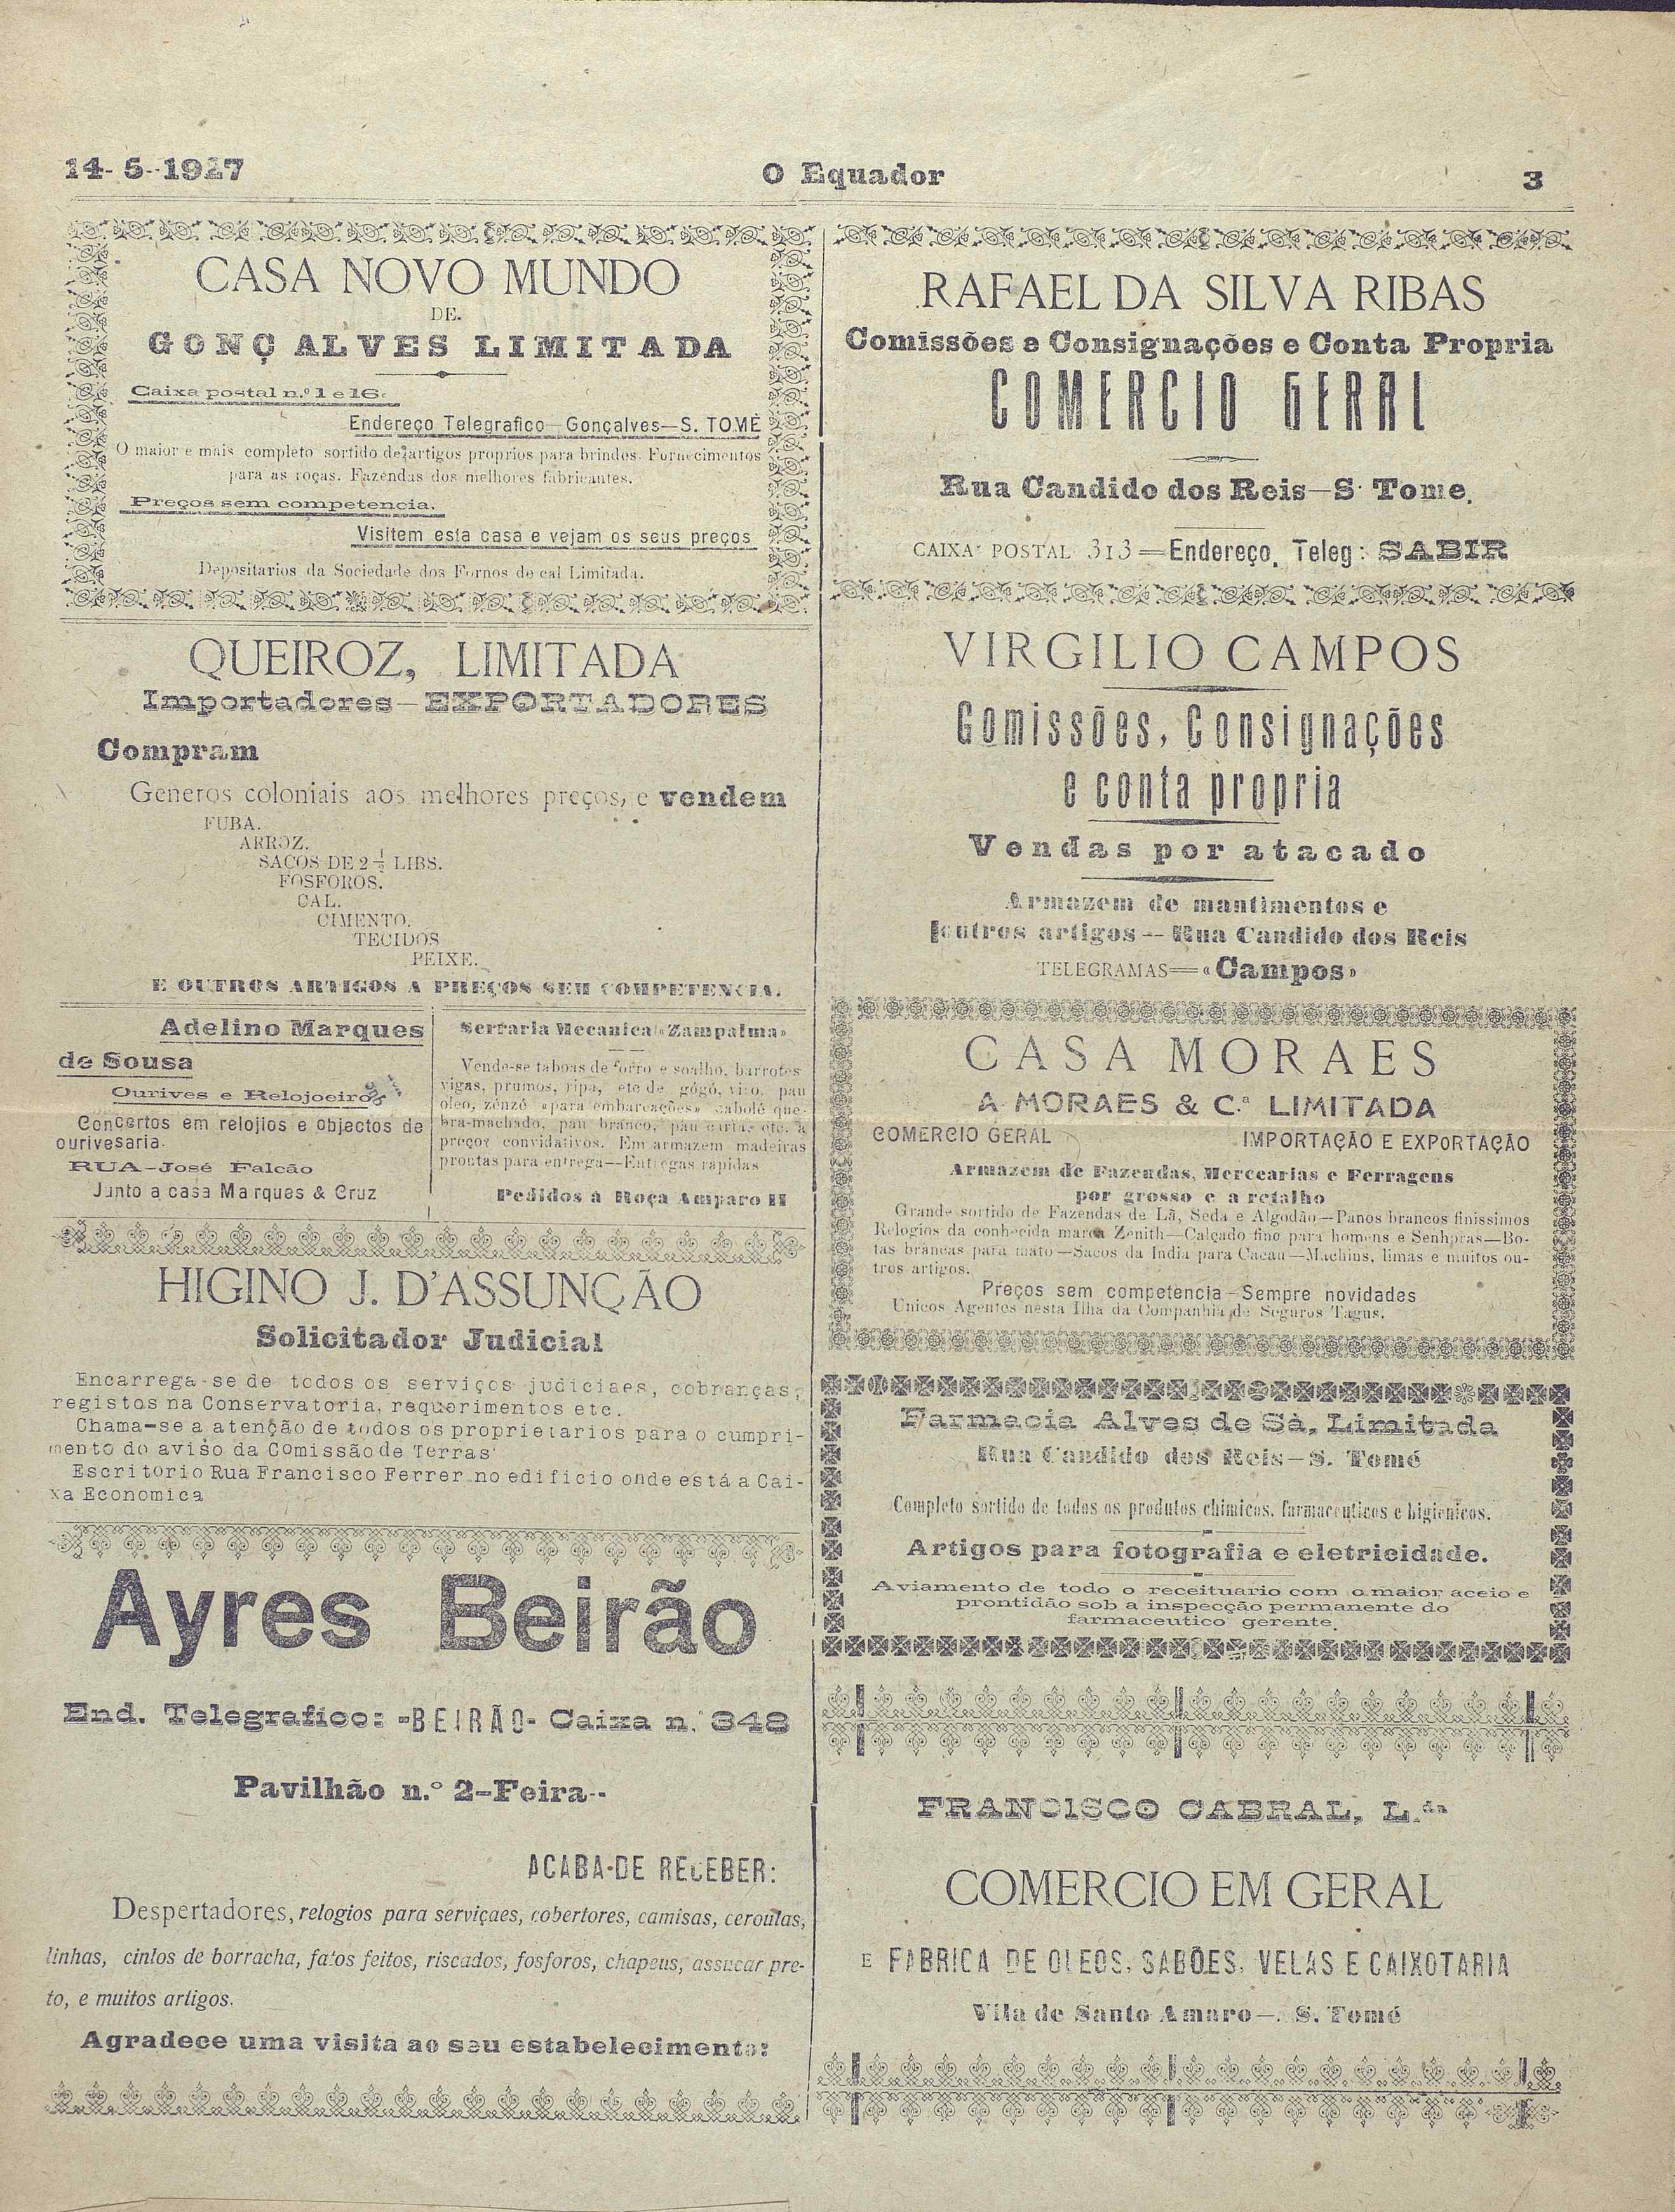 14-5-1927
O Equador
3
CASA NOVO MUNDO
DE.
GONÇALVES LIMITADA
Caixa postal n.º 1 e 16.
Endereço Telegrafico—Gonçalves—S. TOMÉ
O maior e mais completo sortido de artigos proprios para brindes. Fornecimentos
para as roças. Fazendas dos melhores fabricantes.
Preços sem competencia.
Visitem esta casa e vejam os seus preços
Depositarios da Sociedade dos Fornos de cal Limitada.
QUEIROZ, LIMITADA
Importadores—EXPORTADORES
Compram
Generos coloniais aos melhores preços, e vendem
FUBA.
ARROZ.
SACOS DE 2 ½ LIBS.
FOSFOROS.
CAL.
CIMENTO.
TECIDOS
PEIXE.
E OUTROS ARTIGOS A PREÇOS SEM COMPETENCIA.
Adelino Marques
de Sousa
Ourives e Relojoeiro
Concertos em relojios e objectos de
ourivesaria.
RUA—José Falcão
Junto a casa Marques & Cruz
Serraria Mecanica «Zampalma»
Vende-se taboas de forro e soalho, barrotes
vigas, prumos, ripa, etc de gógó, viro, pau
oleo, zénzé «para embarcações» cabolé que-
bra-machado, pau branco, pau cartas etc. a
preços convidativos. Em armazem madeiras
prontas para entrega—Entregas rapidas
Pedidos á Roça Amparo II
HIGINO J. D'ASSUNÇÃO
Solicitador Judicial
Encarrega-se de todos os serviços judiciaes, cobranças,
registos na Conservatoria, requerimentos etc.
Chama-se a atenção de todos os proprietarios para o cumpri-
mento do aviso da Comissão de Terras
Escritorio Rua Francisco Ferrer no edificio onde está a Cai-
xa Economica
Ayres Beirão
End. Telegrafico: -BEIRÃO- Caixa n.º 348
Pavilhão n.º 2-Feira--
ACABA-DE RECEBER:
Despertadores, relogios para serviçaes, cobertores, camisas, ceroulas,
linhas, cintos de borracha, fatos feitos, riscados, fosforos, chapeus, assucar pre-
to, e muitos artigos.
Agradece uma visita ao seu estabelecimento:
RAFAEL DA SILVA RIBAS
Comissões e Consignações e Conta Propria
COMERCIO GERAL
Rua Candido dos Reis—S. Tome.
CAIXA POSTAL 313=Endereço. Teleg: SABIR
VIRGILIO CAMPOS
Comissões, Consignações
e conta propria
Vendas por atacado
Armazem de mantimentos e
outros artigos—Rua Candido dos Reis
TELEGRAMAS=«Campos»
CASA MORAES
A MORAES & C.ª LIMITADA
COMERCIO GERAL IMPORTAÇÃO E EXPORTAÇÃO
Armazem de Fazendas, Mercearias e Ferragens
por grosso e a retalho
Grande sortido de Fazendas de Lã, Seda e Algodão—Panos brancos finissimos
Relogios da conhecida marca Zenith—Calçado fino para homens e Senhoras—Bo-
tas brancas para mato—Sacos da India para Cacau—Machins, limas e muitos ou-
tros artigos.
Preços sem competencia—Sempre novidades
Unicos Agentes nesta Ilha da Companhia de Seguros Tagus.
Farmacia Alves de Sà, Limitada
Rua Candido dos Reis—S. Tomé
Completo sortido de todos os produtos chimicos, farmaceuticos e higienicos.
Artigos para fotografia e eletricidade.
Aviamento de todo o receituario com o maior aceio e
prontidão sob a inspecção permanente do
farmaceutico gerente.
FRANCISCO CABRAL, L.da
COMERCIO EM GERAL
E FABRICA DE OLEOS, SABÕES, VELAS E CAIXOTARIA
Vila de Santo Amaro—. S. Tomé